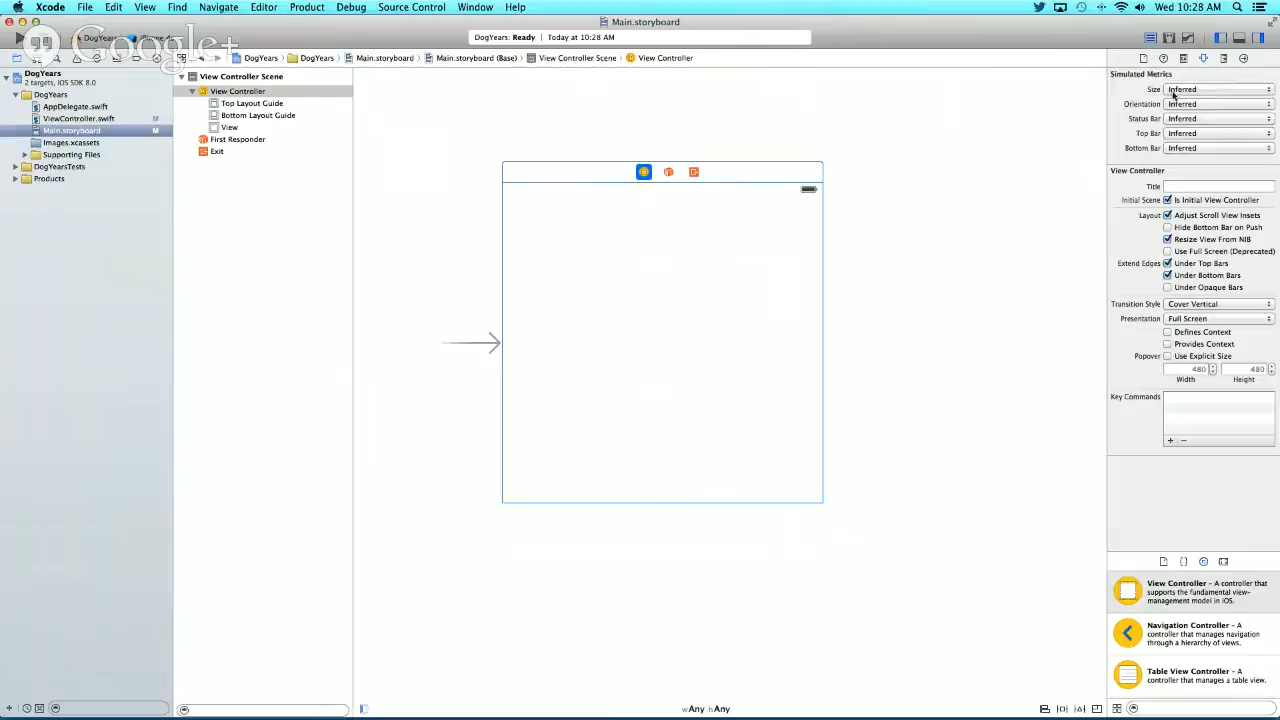 Xcode File Edit View Find Navigate Editor Product Debug Source Control Window Help
Wed 10:28 AM
Main.storyboard
Google+
DogYears
DogYears: Ready | Today at 10:28 AM
DogYears DogYears Main.storyboard Main.storyboard (Base) View Controller Scene View Controller
DogYears
2 targets, iOS SDK 8.0
DogYears
AppDelegate.swift
ViewController.swift M
Main.storyboard M
Images.xcassets
Supporting Files
DogYearsTests
Products
View Controller Scene
View Controller
Top Layout Guide
Bottom Layout Guide
View
First Responder
Exit
Simulated Metrics
Size Inferred
Orientation Inferred
Status Bar Inferred
Top Bar Inferred
Bottom Bar Inferred
View Controller
Title
Initial Scene Is Initial View Controller
Layout Adjust Scroll View Insets
Hide Bottom Bar on Push
Resize View From NIB
Use Full Screen (Deprecated)
Extend Edges Under Top Bars
Under Bottom Bars
Under Opaque Bars
Transition Style Cover Vertical
Presentation Full Screen
Defines Context
Provides Context
Popover Use Explicit Size
480 480
Width Height
Key Commands
+ −
View Controller - A controller that
supports the fundamental view-
management model in iOS.
Navigation Controller - A
controller that manages navigation
through a hierarchy of views.
Table View Controller - A
controller that manages a table view.
wAny hAny